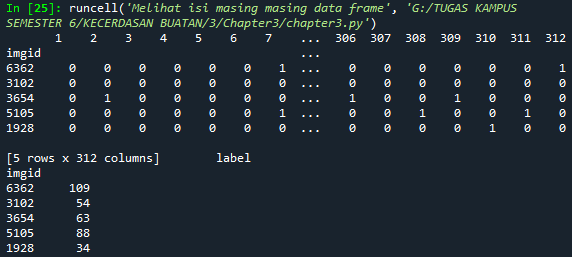 In [25]: runcell('Melihat isi masing masing data frame', 'G:/TUGAS KAMPUS
SEMESTER 6/KECERDASAN BUATAN/3/Chapter3/chapter3.py')
       1    2    3    4    5    6    7    ...  306  307  308  309  310  311  312
imgid                                      ...
6362     0    0    0    0    0    0    1  ...    0    0    0    0    0    0    1
3102     0    0    0    0    0    0    0  ...    0    0    0    0    0    0    0
3654     0    1    0    0    0    0    0  ...    1    0    0    1    0    0    0
5105     0    0    0    0    0    0    1  ...    0    0    1    0    0    1    0
1928     0    0    0    0    0    0    0  ...    0    0    0    0    1    0    0
[5 rows x 312 columns]        label
imgid
6362     109
3102      54
3654      63
5105      88
1928      34